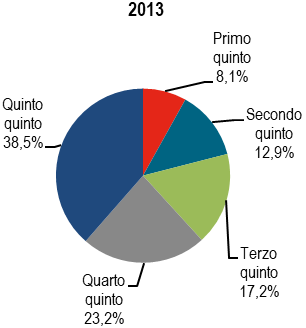 2013
Primo
quinto
8,1%
Secondo
quinto
12,9%
Terzo
quinto
17,2%
Quarto
quinto
23,2%
Quinto
quinto
38,5%